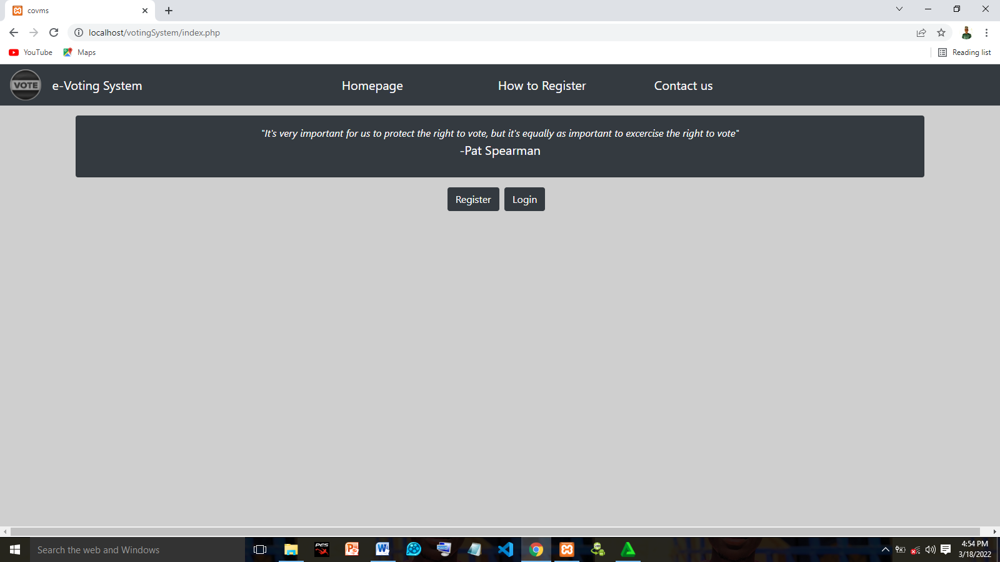 covms
localhost/votingSystem/index.php
YouTube
Maps
Reading list
VOTE
e-Voting System
Homepage
How to Register
Contact us
"It's very important for us to protect the right to vote, but it's equally as important to excercise the right to vote"
-Pat Spearman
Register
Login
Search the web and Windows
PES
4:54 PM
3/18/2022